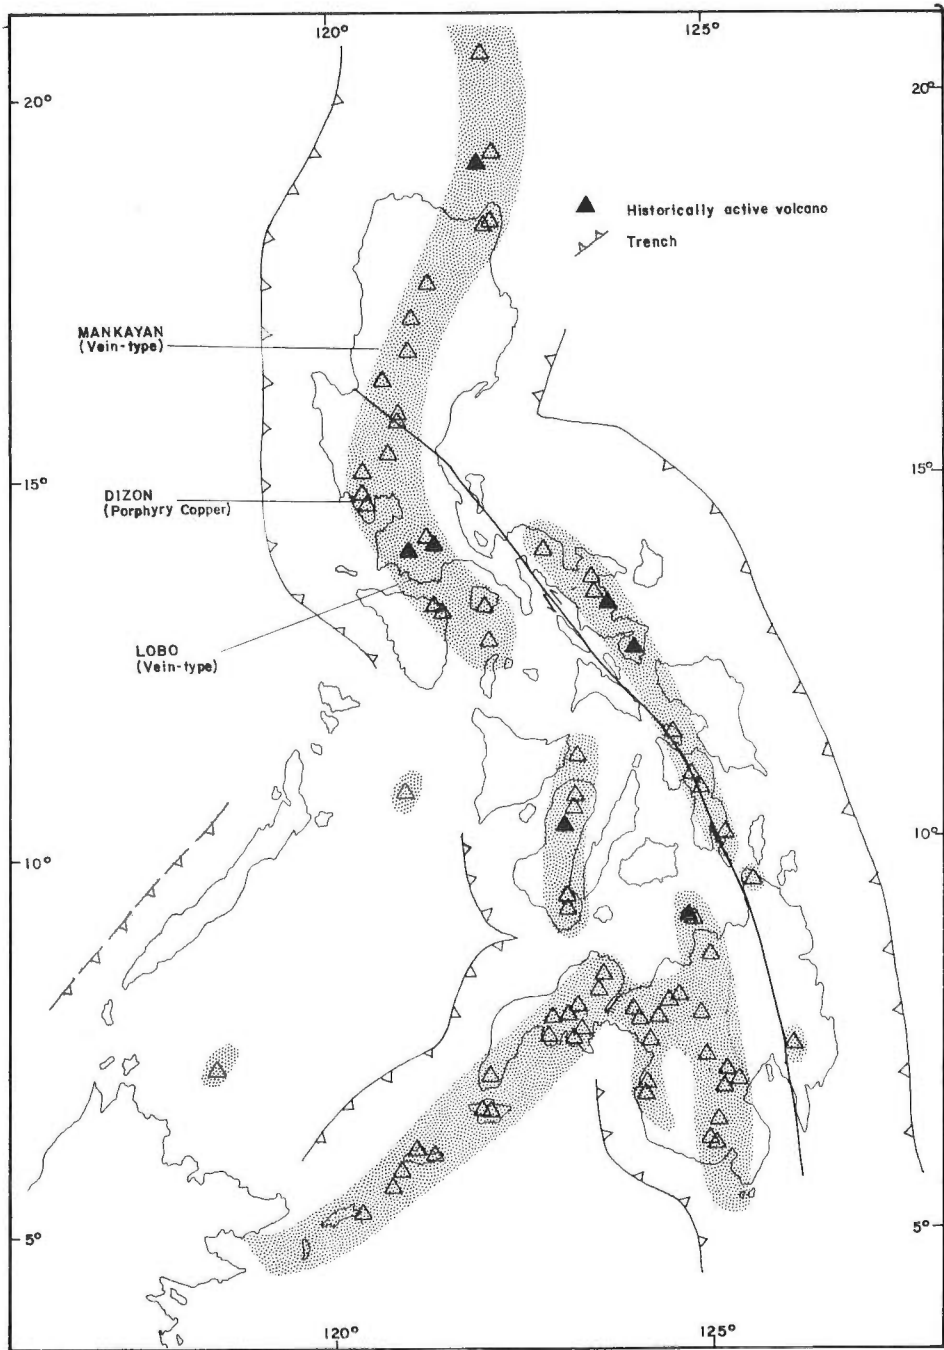 120°
125°
20°
20°
Historically active volcano
Trench
MANKAYAN
(Vein-type)
15°
15°
DIZON
(Porphyry Copper)
LOBO
(Vein-type)
10°
10°
5°
5°
120°
125°